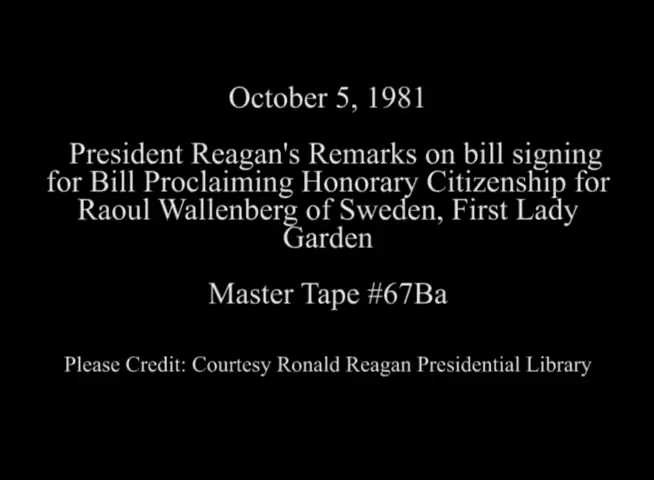 October 5, 1981
President Reagan's Remarks on bill signing
for Bill Proclaiming Honorary Citizenship for
Raoul Wallenberg of Sweden, First Lady
Garden
Master Tape #67Ba
Please Credit: Courtesy Ronald Reagan Presidential Library